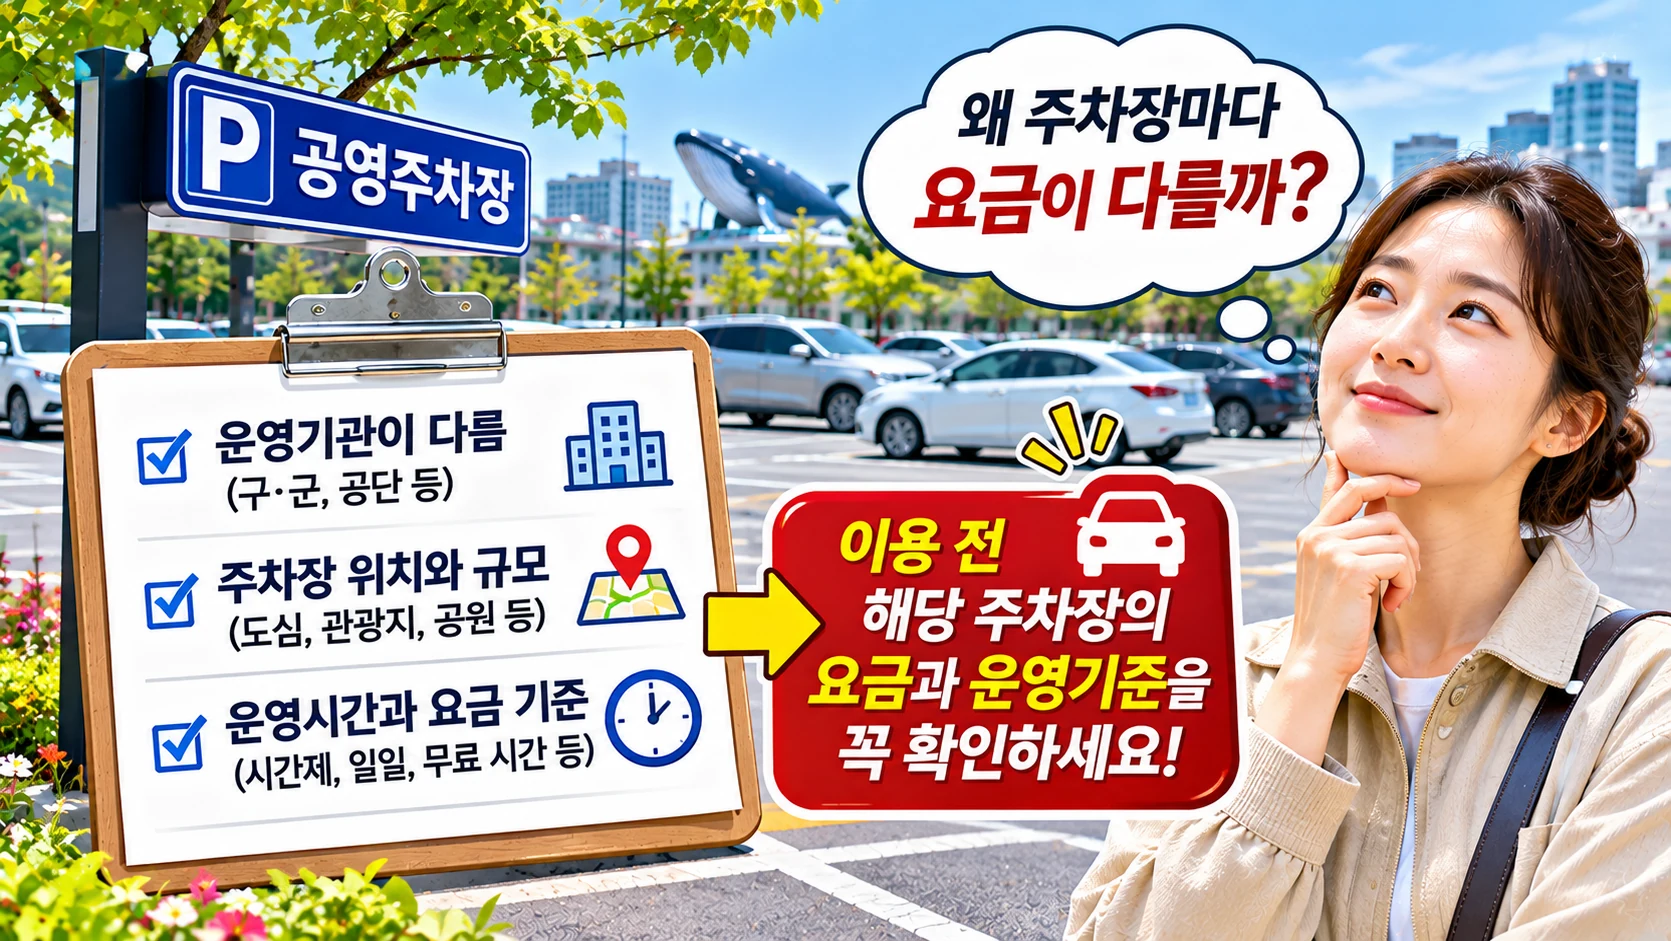 P 공영주차장
왜 주차장마다
요금이 다를까?
운영기관이 다름
(구·군, 공단 등)
주차장 위치와 규모
(도심, 관광지, 공원 등)
운영시간과 요금 기준
(시간제, 일일, 무료 시간 등)
이용 전
해당 주차장의
요금과 운영기준을
꼭 확인하세요!